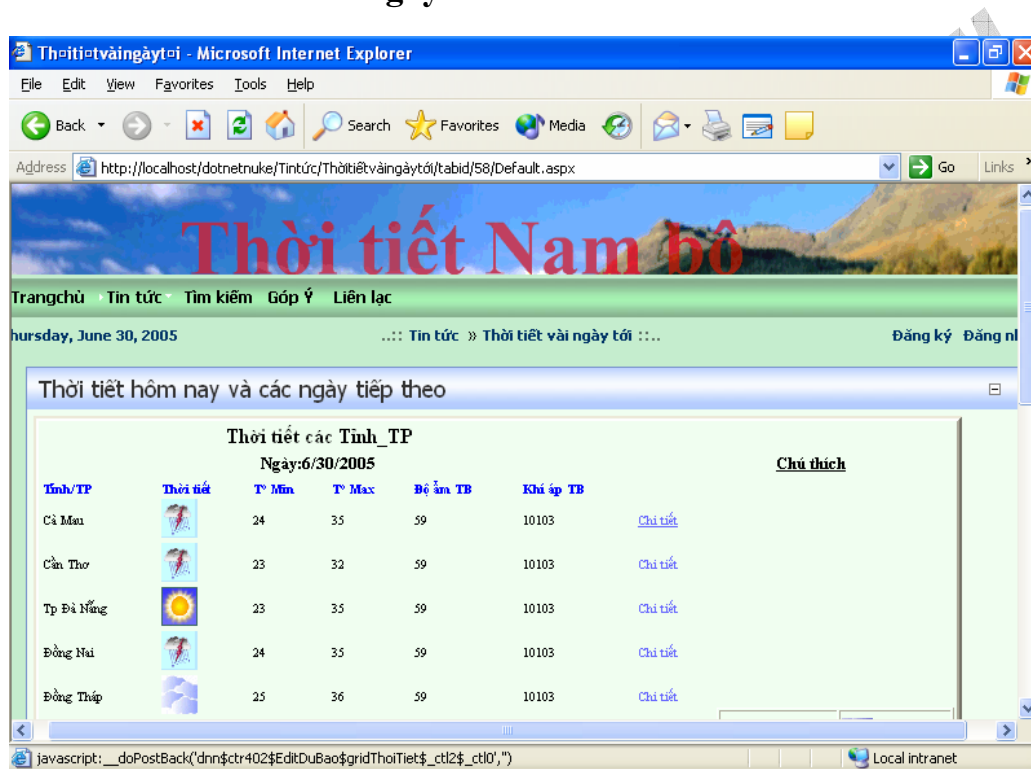 Th¤iti¤tvàingàyt¤i - Microsoft Internet Explorer
File Edit View Favorites Tools Help
Back Search Favorites Media
Address http://localhost/dotnetnuke/Tintức/Thờitiếtvàingàytới/tabid/58/Default.aspx Go Links
Thời tiết Nam bô
Trangchủ Tin tức Tìm kiếm Góp Ý Liên lạc
hursday, June 30, 2005 ..:: Tin tức » Thời tiết vài ngày tới ::.. Đăng ký Đăng nl
Thời tiết hôm nay và các ngày tiếp theo
Thời tiết các Tỉnh_TP
Ngày:6/30/2005 Chú thích
Tỉnh/TP Thời tiết T° Min T° Max Độ ẩm TB Khí áp TB
Cà Mau 24 35 59 10103 Chi tiết
Cần Thơ 23 32 59 10103 Chi tiết
Tp Đà Nẵng 23 35 59 10103 Chi tiết
Đồng Nai 24 35 59 10103 Chi tiết
Đồng Tháp 25 36 59 10103 Chi tiết
javascript:__doPostBack('dnn$ctr402$EditDuBao$gridThoiTiet$_ctl2$_ctl0','') Local intranet